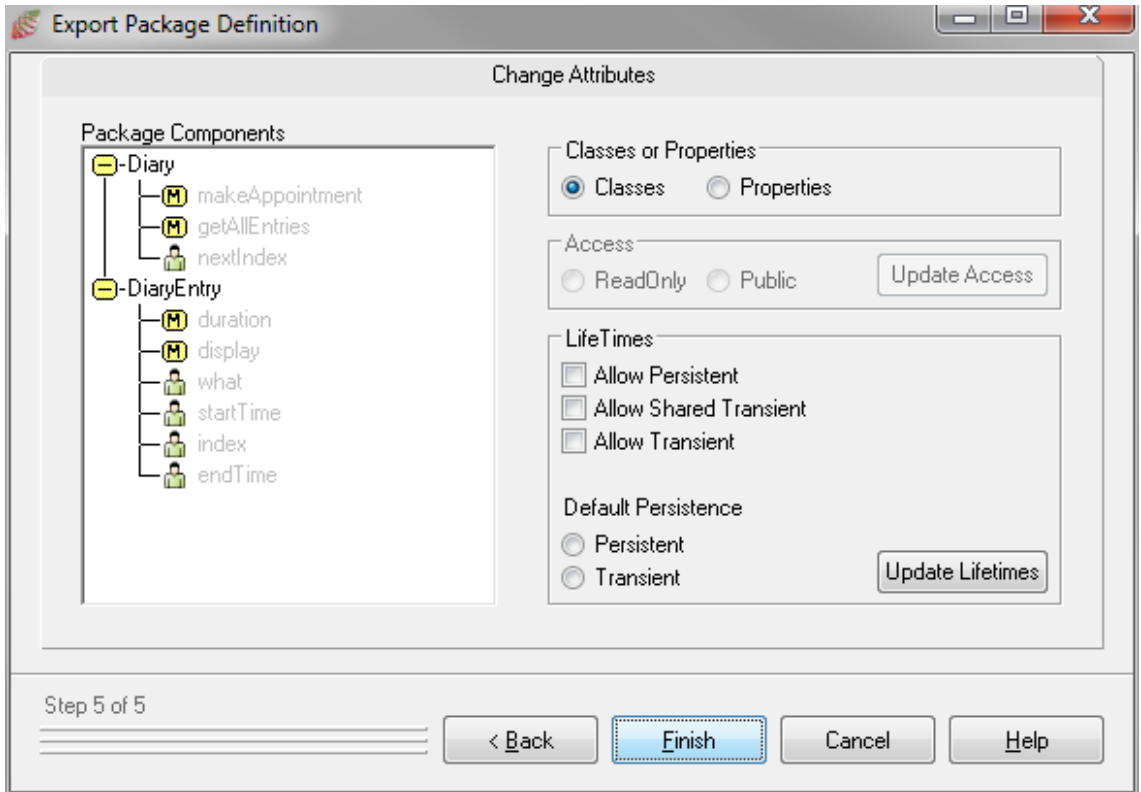 Export Package Definition
Change Attributes
Package Components
Diary
M makeAppointment
M getAllEntries
nextIndex
DiaryEntry
M duration
M display
what
startTime
index
endTime
Classes or Properties
Classes Properties
Access
ReadOnly Public Update Access
LifeTimes
Allow Persistent
Allow Shared Transient
Allow Transient
Default Persistence
Persistent
Transient Update Lifetimes
Step 5 of 5
< Back Finish Cancel Help